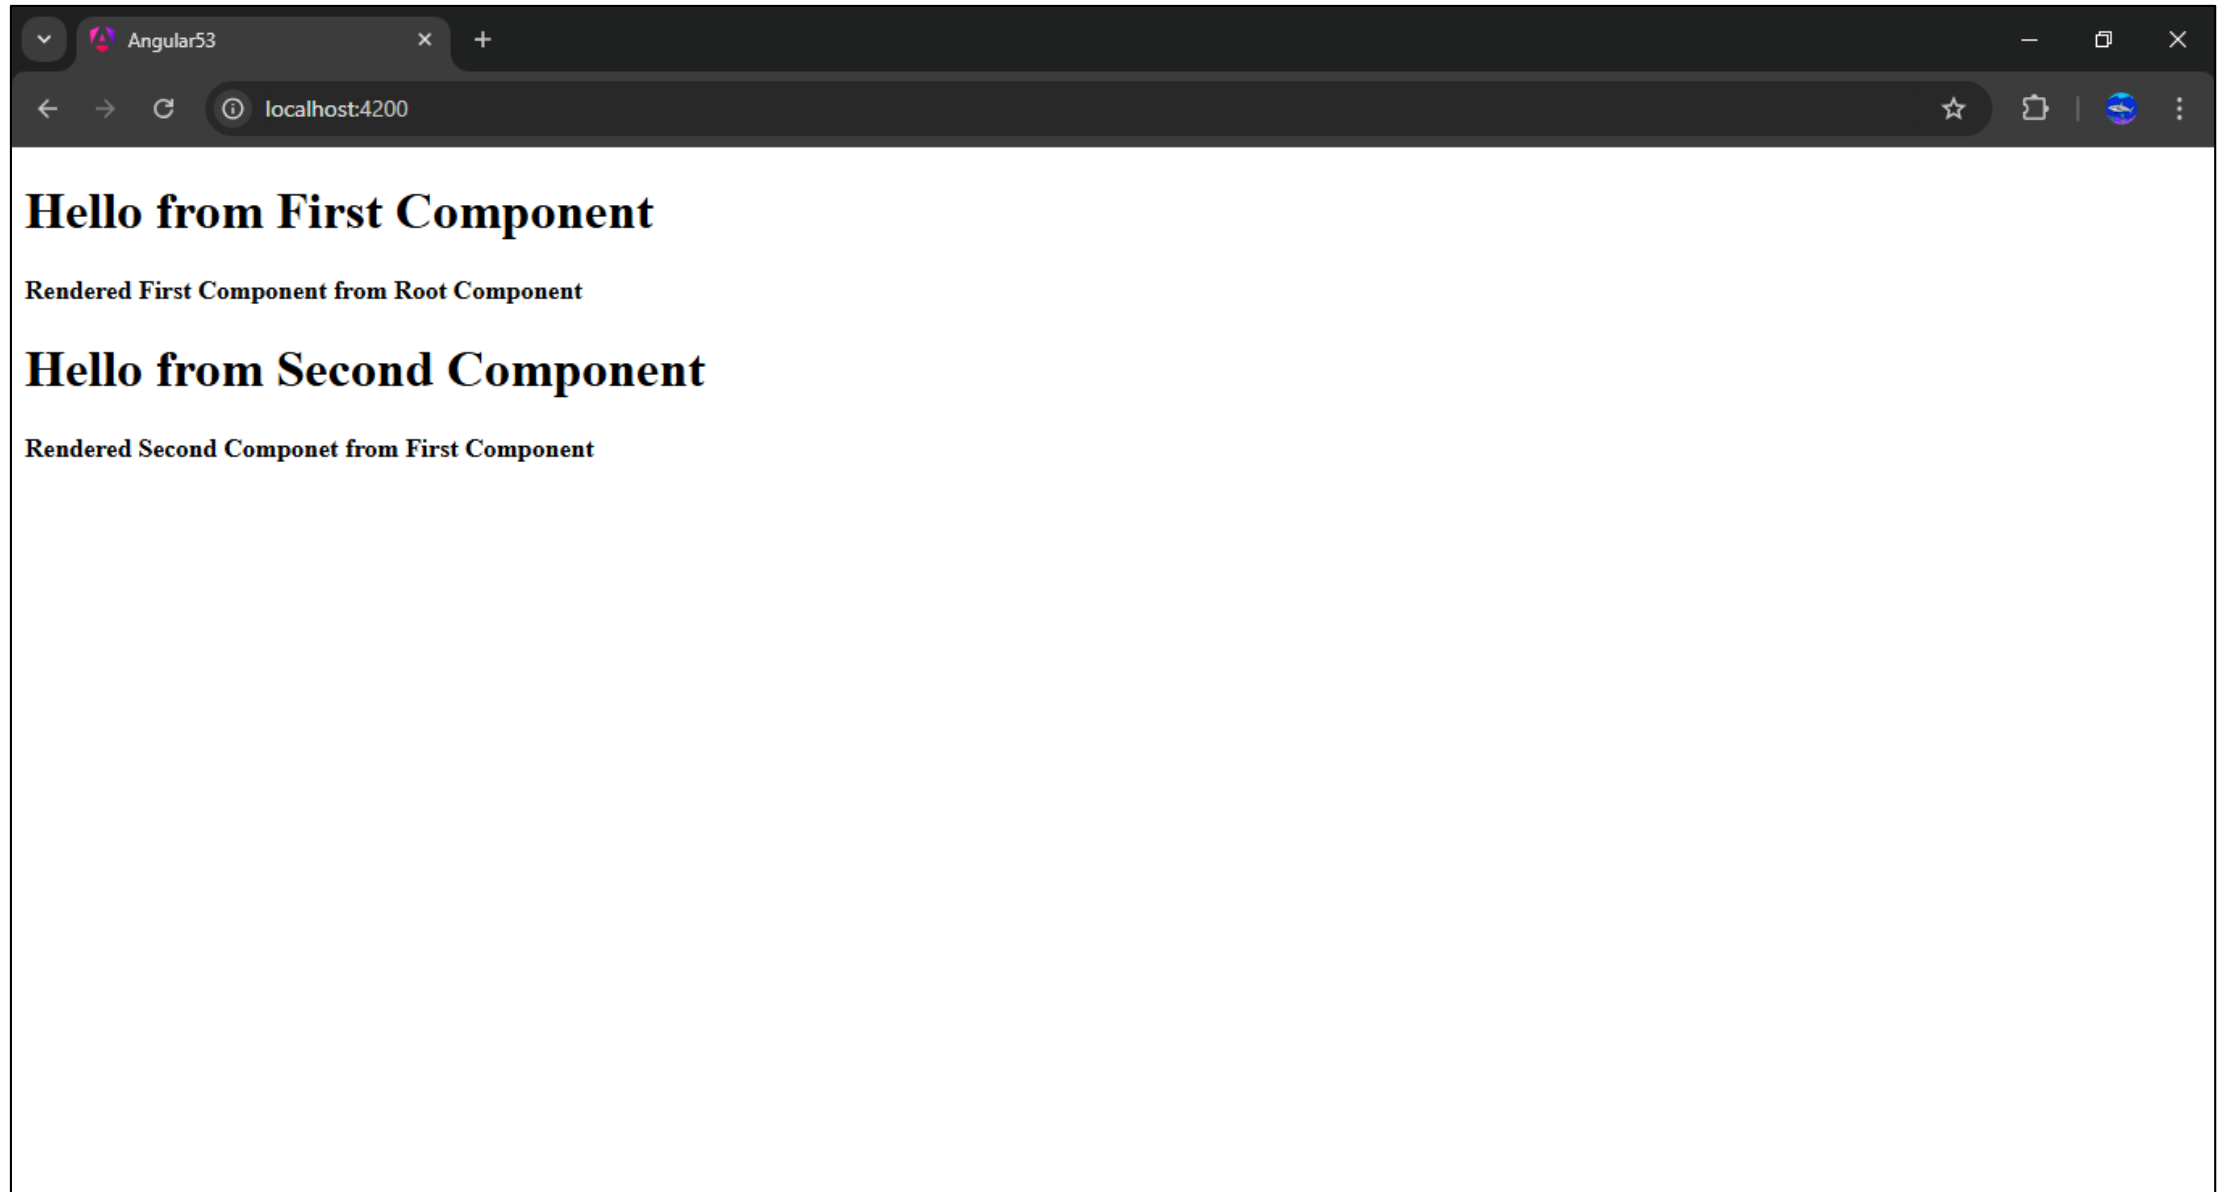 Angular53
localhost:4200
Hello from First Component
Rendered First Component from Root Component
Hello from Second Component
Rendered Second Componet from First Component